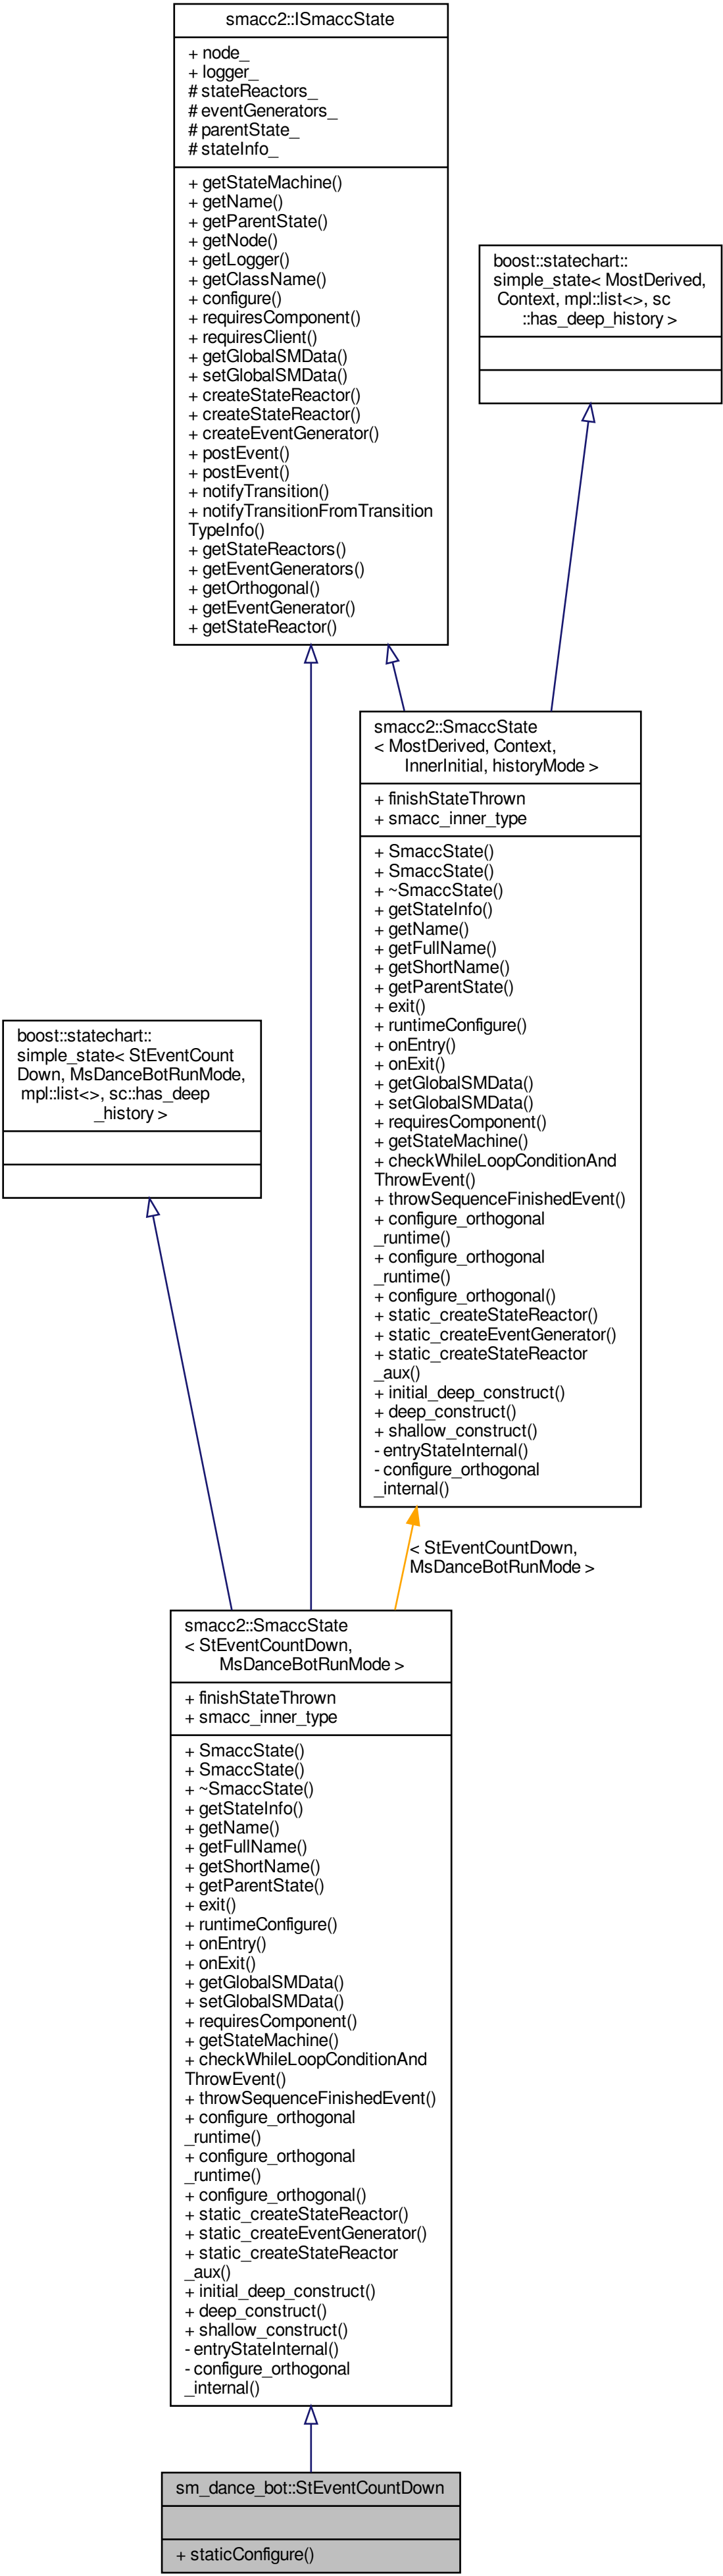 smacc2::ISmaccState
+ node_
+ logger_
# stateReactors_
# eventGenerators_
# parentState_
# stateInfo_
+ getStateMachine()
+ getName()
+ getParentState()
+ getNode()
+ getLogger()
+ getClassName()
+ configure()
+ requiresComponent()
+ requiresClient()
+ getGlobalSMData()
+ setGlobalSMData()
+ createStateReactor()
+ createStateReactor()
+ createEventGenerator()
+ postEvent()
+ postEvent()
+ notifyTransition()
+ notifyTransitionFromTransition
TypeInfo()
+ getStateReactors()
+ getEventGenerators()
+ getOrthogonal()
+ getEventGenerator()
+ getStateReactor()
boost::statechart::
simple_state< MostDerived,
Context, mpl::list<>, sc
::has_deep_history >
smacc2::SmaccState
< MostDerived, Context,
InnerInitial, historyMode >
+ finishStateThrown
+ smacc_inner_type
+ SmaccState()
+ SmaccState()
+ ~SmaccState()
+ getStateInfo()
+ getName()
+ getFullName()
+ getShortName()
+ getParentState()
+ exit()
+ runtimeConfigure()
+ onEntry()
+ onExit()
+ getGlobalSMData()
+ setGlobalSMData()
+ requiresComponent()
+ getStateMachine()
+ checkWhileLoopConditionAnd
ThrowEvent()
+ throwSequenceFinishedEvent()
+ configure_orthogonal
_runtime()
+ configure_orthogonal
_runtime()
+ configure_orthogonal()
+ static_createStateReactor()
+ static_createEventGenerator()
+ static_createStateReactor
_aux()
+ initial_deep_construct()
+ deep_construct()
+ shallow_construct()
- entryStateInternal()
- configure_orthogonal
_internal()
boost::statechart::
simple_state< StEventCount
Down, MsDanceBotRunMode,
mpl::list<>, sc::has_deep
_history >
< StEventCountDown,
MsDanceBotRunMode >
smacc2::SmaccState
< StEventCountDown,
MsDanceBotRunMode >
+ finishStateThrown
+ smacc_inner_type
+ SmaccState()
+ SmaccState()
+ ~SmaccState()
+ getStateInfo()
+ getName()
+ getFullName()
+ getShortName()
+ getParentState()
+ exit()
+ runtimeConfigure()
+ onEntry()
+ onExit()
+ getGlobalSMData()
+ setGlobalSMData()
+ requiresComponent()
+ getStateMachine()
+ checkWhileLoopConditionAnd
ThrowEvent()
+ throwSequenceFinishedEvent()
+ configure_orthogonal
_runtime()
+ configure_orthogonal
_runtime()
+ configure_orthogonal()
+ static_createStateReactor()
+ static_createEventGenerator()
+ static_createStateReactor
_aux()
+ initial_deep_construct()
+ deep_construct()
+ shallow_construct()
- entryStateInternal()
- configure_orthogonal
_internal()
sm_dance_bot::StEventCountDown
+ staticConfigure()